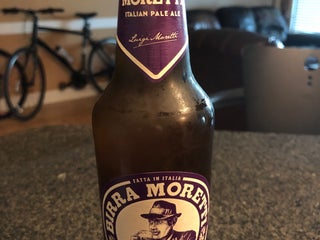 MORETTI
ITALIAN PALE ALE
Luigi Moretti
FATTA IN ITALIA
BIRRA MORETTI